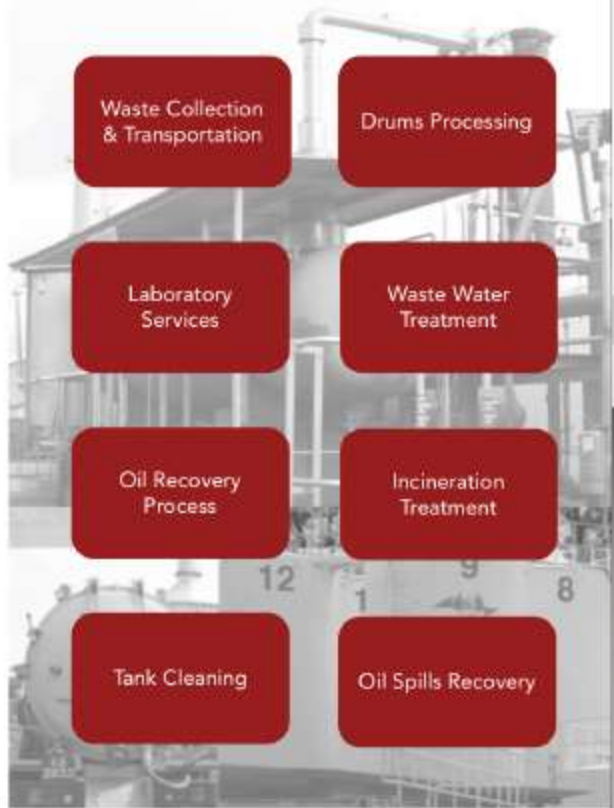 Waste Collection
& Transportation
Drums Processing
Laboratory
Services
Waste Water
Treatment
Oil Recovery
Process
Incineration
Treatment
12
1
9
8
Tank Cleaning
Oil Spills Recovery